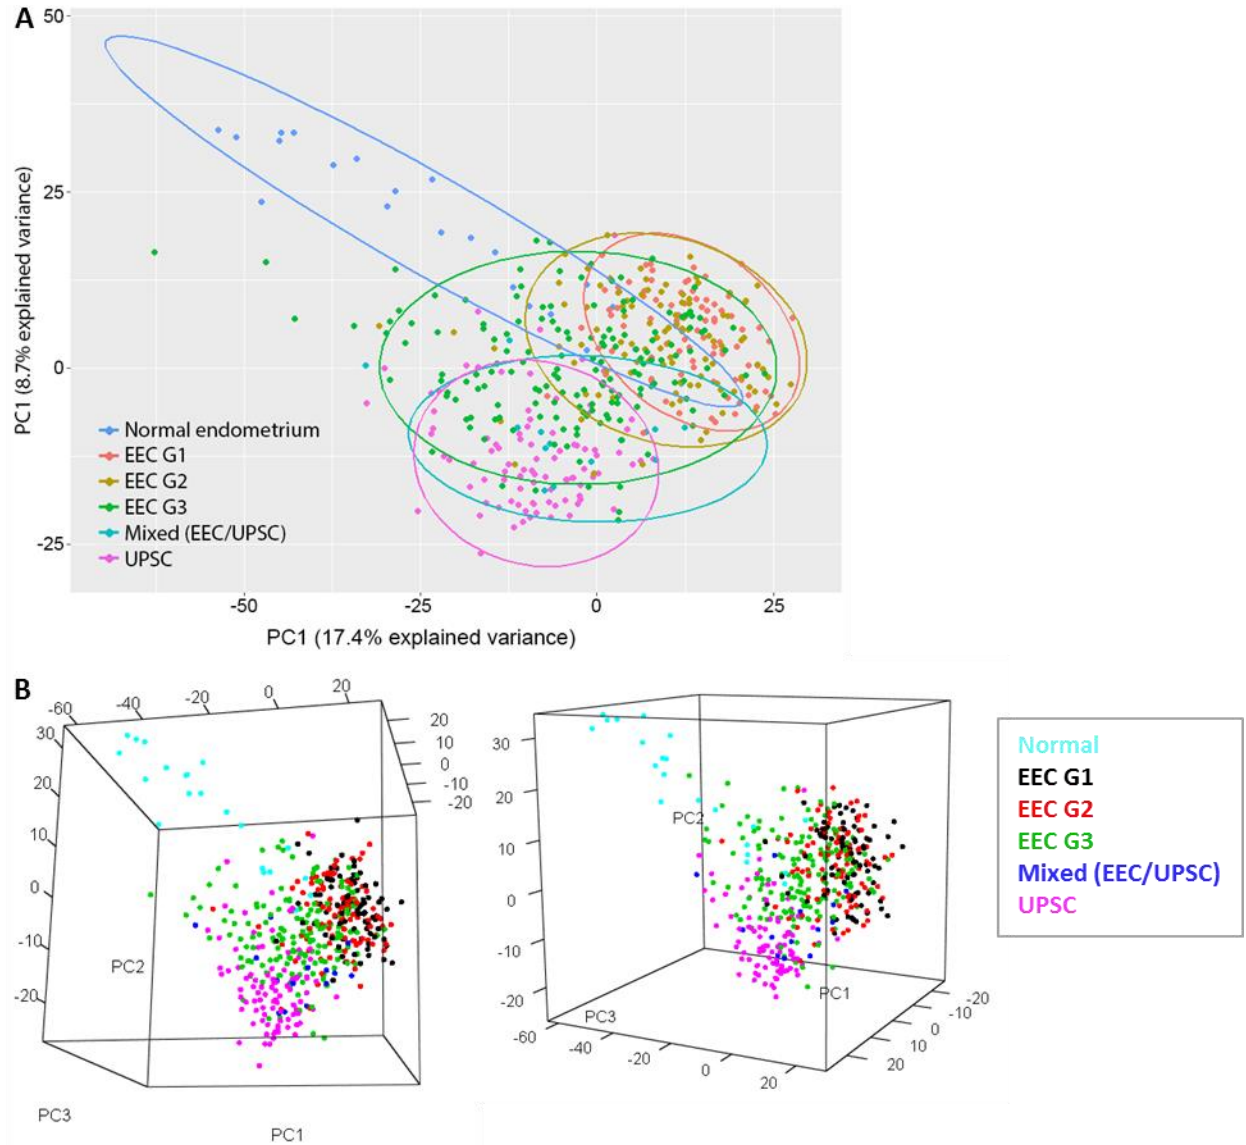 A
50
25
0
-25
PC1 (8.7% explained variance)
Normal endometrium
EEC G1
EEC G2
EEC G3
Mixed (EEC/UPSC)
UPSC
-50 -25 0 25
PC1 (17.4% explained variance)
B
-60 -40 -20 0 20
30
20
10
0
-10
-20
20
10
0
-10
-20
PC2
PC3
PC1
30
20
10
0
-10
-20
PC2
PC1
PC3
-60 -40 -20 0 20
-20
-10
0
10
20
Normal
EEC G1
EEC G2
EEC G3
Mixed (EEC/UPSC)
UPSC